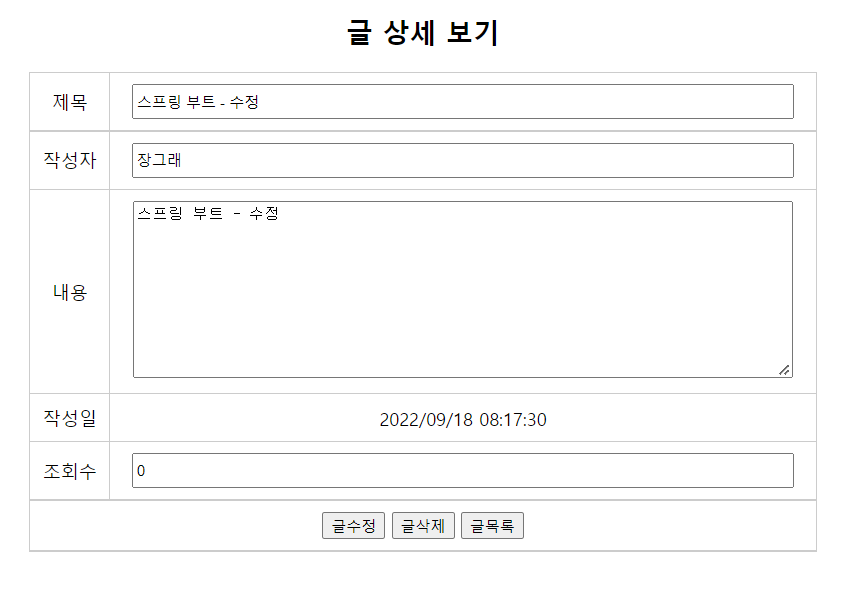 글 상세 보기
제목 스프링 부트 - 수정
작성자 장그래
내용 스프링 부트 - 수정
작성일 2022/09/18 08:17:30
조회수 0
글수정 글삭제 글목록